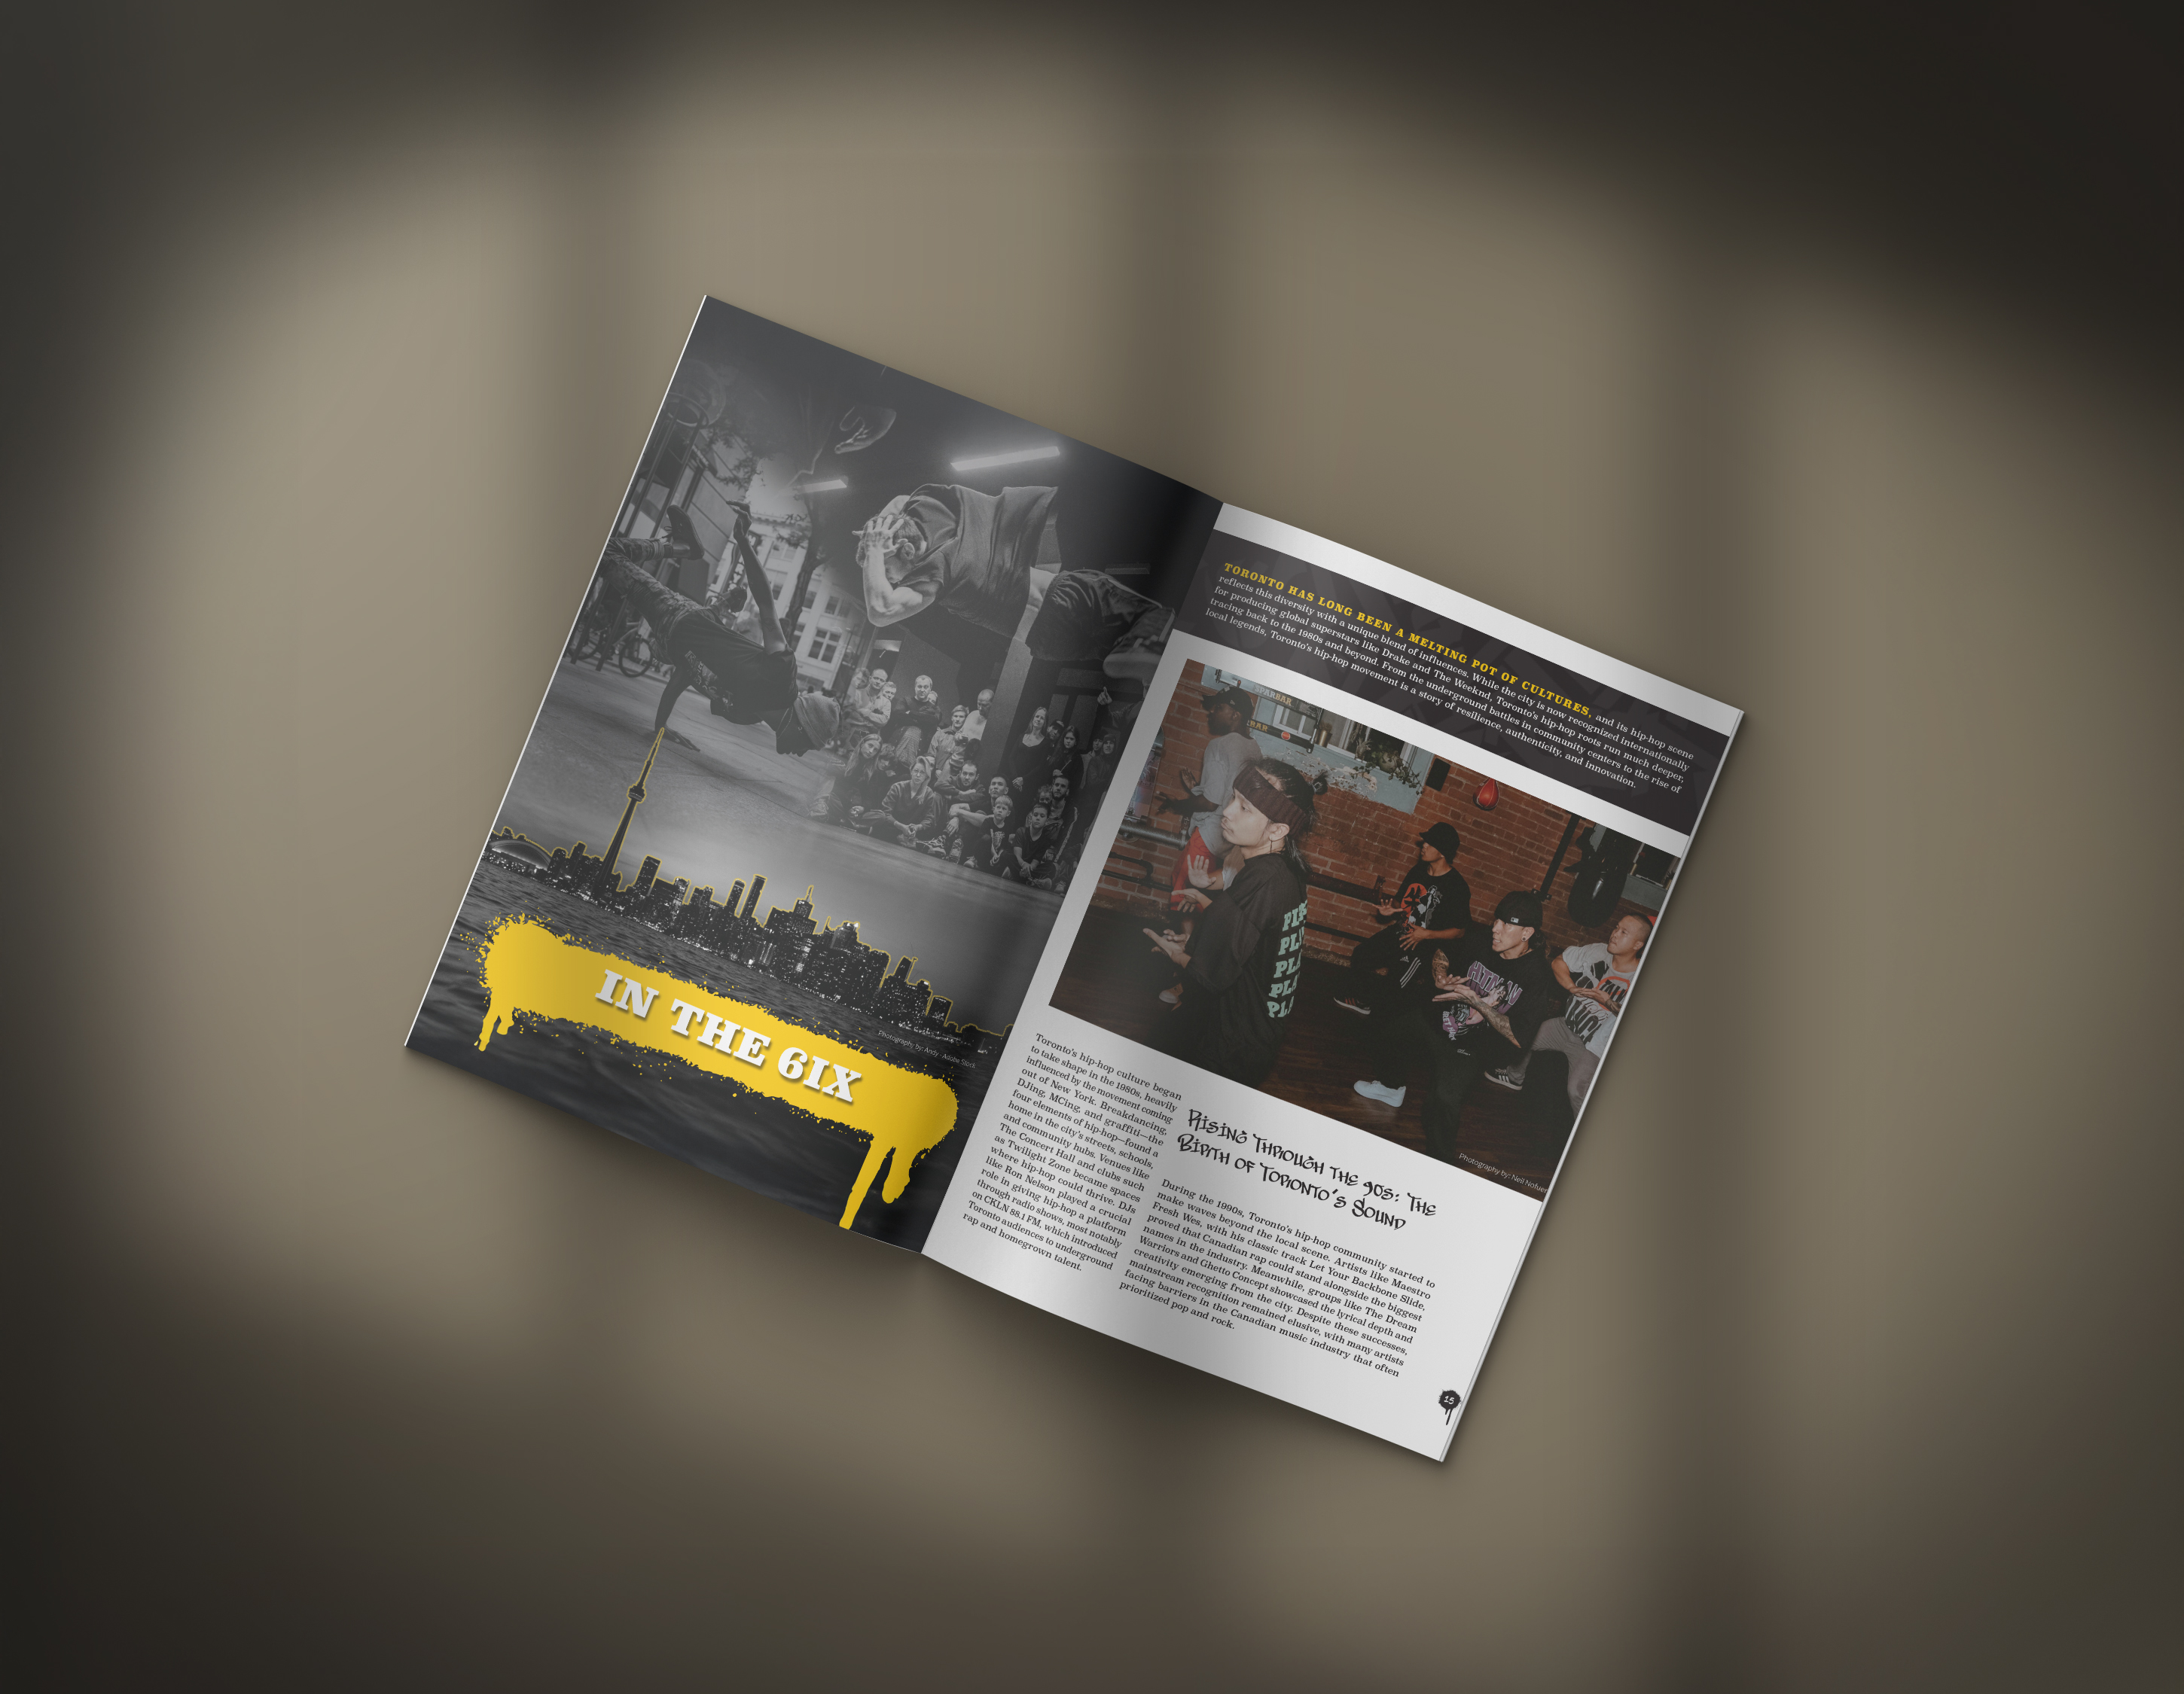 IN THE 6IX
Photography by: Andy - Adobe Stock
TORONTO HAS LONG BEEN A MELTING POT OF CULTURES, and its hip-hop scene
reflects this diversity with a unique blend of influences. While the city is now recognized internationally
for producing global superstars like Drake and The Weeknd, Toronto's hip-hop roots run much deeper,
tracing back to the 1980s and beyond. From the underground battles in community centers to the rise of
local legends, Toronto's hip-hop movement is a story of resilience, authenticity, and innovation.
SPARBAR
BAR
PLA
PLA
PLA
HITMAN
Photography by: Neil
Toronto's hip-hop culture began
to take shape in the 1980s, heavily
influenced by the movement coming
out of New York. Breakdancing,
DJing, MCing, and graffiti—the
four elements of hip-hop—found a
home in the city's streets, schools,
and community hubs. Venues like
The Concert Hall and clubs such
as Twilight Zone became spaces
where hip-hop could thrive. DJs
like Ron Nelson played a crucial
role in giving hip-hop a platform
through radio shows, most notably
on CKLN 88.1 FM, which introduced
Toronto audiences to underground
rap and homegrown talent.
Rising Through the 90s: The
Birth of Toronto's Sound
During the 1990s, Toronto's hip-hop community started to
make waves beyond the local scene. Artists like Maestro
Fresh Wes, with his classic track Let Your Backbone Slide,
proved that Canadian rap could stand alongside the biggest
names in the industry. Meanwhile, groups like The Dream
Warriors and Ghetto Concept showcased the lyrical depth and
creativity emerging from the city. Despite these successes,
mainstream recognition remained elusive, with many artists
facing barriers in the Canadian music industry that often
prioritized pop and rock.
15